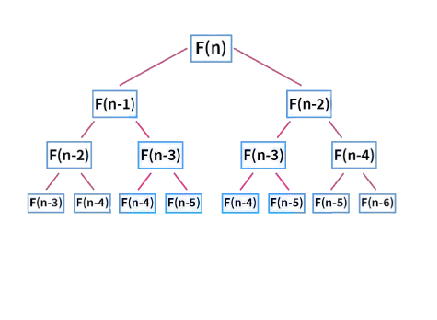 F(n)
F(n-1) F(n-2)
F(n-2) F(n-3) F(n-3) F(n-4)
F(n-3) F(n-4) F(n-4) F(n-5) F(n-4) F(n-5) F(n-5) F(n-6)